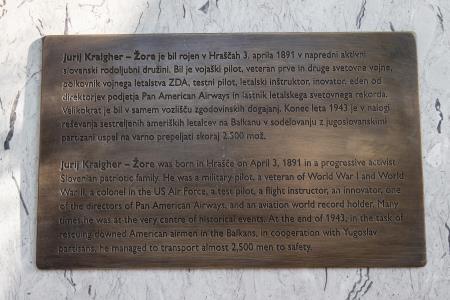 Jurij Kraigher – Žore je bil rojen v Hraščah 3. aprila 1891 v napredni aktivni
slovenski rodoljubni družini. Bil je vojaški pilot, veteran prve in druge svetovne vojne,
polkovnik vojnega letalstva ZDA, testni pilot, letalski inštruktor, inovator, eden od
direktorjev podjetja Pan American Airways in lastnik letalskega svetovnega rekorda.
Velikokrat je bil v samem vozlišču zgodovinskih dogajanj. Konec leta 1943 je v nalogi
reševanja sestreljenih ameriških letalcev na Balkanu v sodelovanju z jugoslovanskimi
partizani uspel na varno prepeljati skoraj 2.500 mož.
Jurij Kraigher – Žore was born in Hrašče on April 3, 1891 in a progressive activist
Slovenian patriotic family. He was a military pilot, a veteran of World War I and World
War II, a colonel in the US Air Force, a test pilot, a flight instructor, an innovator, one
of the directors of Pan American Airways, and an aviation world record holder. Many
times he was at the very centre of historical events. At the end of 1943, in the task of
rescuing downed American airmen in the Balkans, in cooperation with Yugoslav
partisans, he managed to transport almost 2,500 men to safety.